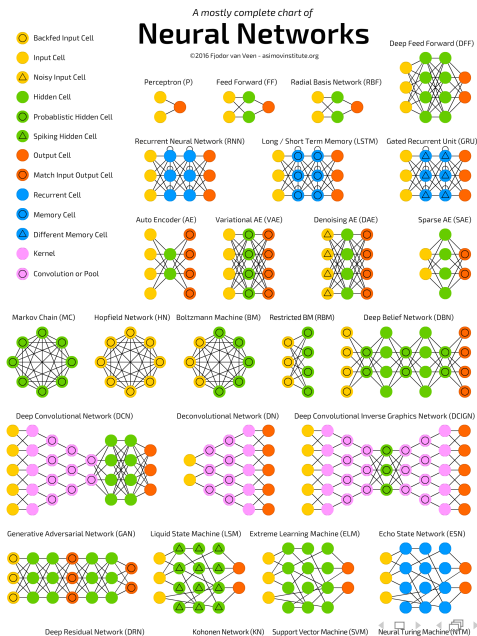 A mostly complete chart of
Neural Networks
©2016 Fjodor van Veen - asimovinstitute.org
Backfed Input Cell
Input Cell
Noisy Input Cell
Hidden Cell
Probablistic Hidden Cell
Spiking Hidden Cell
Output Cell
Match Input Output Cell
Recurrent Cell
Memory Cell
Different Memory Cell
Kernel
Convolution or Pool
Deep Feed Forward (DFF)
Perceptron (P) Feed Forward (FF) Radial Basis Network (RBF)
Recurrent Neural Network (RNN) Long / Short Term Memory (LSTM) Gated Recurrent Unit (GRU)
Auto Encoder (AE) Variational AE (VAE) Denoising AE (DAE) Sparse AE (SAE)
Markov Chain (MC) Hopfield Network (HN) Boltzmann Machine (BM) Restricted BM (RBM) Deep Belief Network (DBN)
Deep Convolutional Network (DCN) Deconvolutional Network (DN) Deep Convolutional Inverse Graphics Network (DCIGN)
Generative Adversarial Network (GAN) Liquid State Machine (LSM) Extreme Learning Machine (ELM) Echo State Network (ESN)
Deep Residual Network (DRN) Kohonen Network (KN) Support Vector Machine (SVM) Neural Turing Machine (NTM)